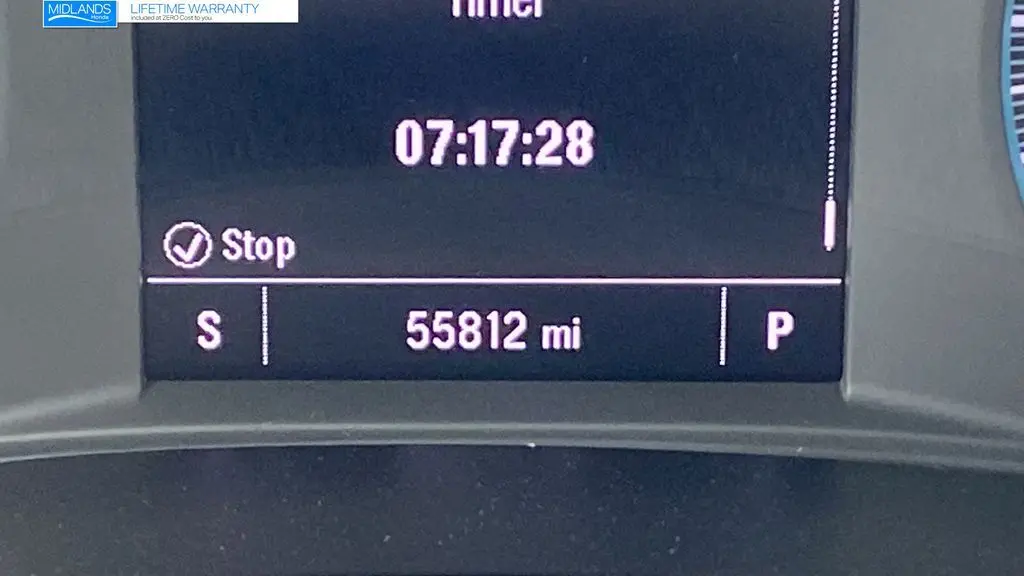 MIDLANDS
Honda
LIFETIME WARRANTY
Included at ZERO Cost to you
Timer
07:17:28
Stop
S 55812 mi P